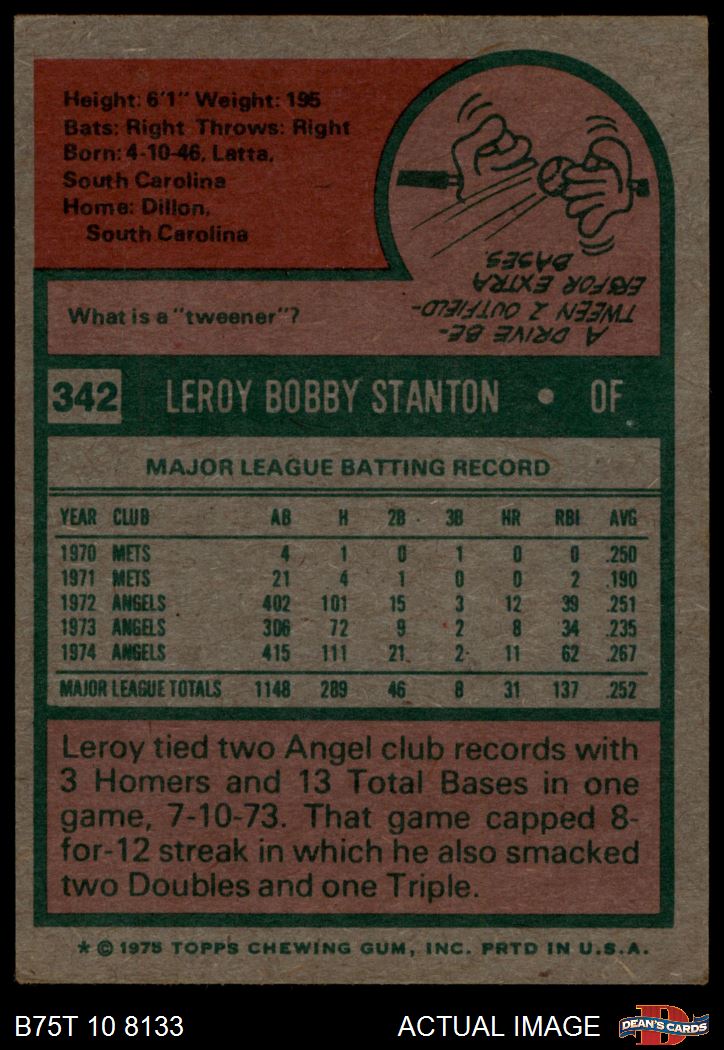 Height: 6'1" Weight: 195
Bats: Right Throws: Right
Born: 4-10-46, Latta,
South Carolina
Home: Dillon,
South Carolina
What is a "tweener"?
A DRIVE BE-
TWEEN 2 OUTFIELD-
ERS FOR EXTRA
BASES.
342 LEROY BOBBY STANTON • OF
MAJOR LEAGUE BATTING RECORD
YEAR CLUB AB H 2B 3B HR RBI AVG
1970 METS 4 1 0 1 0 0 .250
1971 METS 21 4 1 0 0 2 .190
1972 ANGELS 402 101 15 3 12 39 .251
1973 ANGELS 306 72 9 2 8 34 .235
1974 ANGELS 415 111 21 2 11 62 .267
MAJOR LEAGUE TOTALS 1148 289 46 8 31 137 .252
Leroy tied two Angel club records with
3 Homers and 13 Total Bases in one
game, 7-10-73. That game capped 8-
for-12 streak in which he also smacked
two Doubles and one Triple.
* © 1975 TOPPS CHEWING GUM, INC. PRTD IN U.S.A.
B75T 10 8133 ACTUAL IMAGE D DEAN'S CARDS